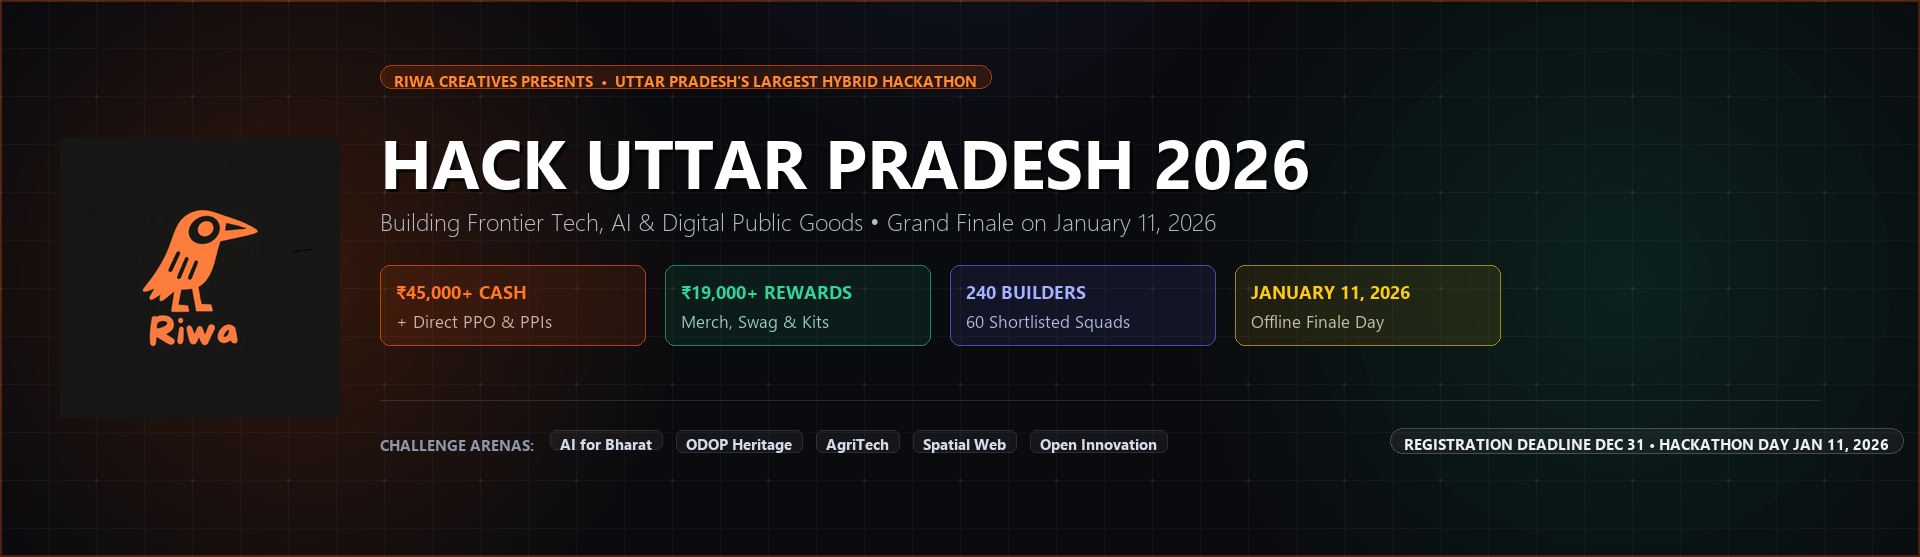 RIWA CREATIVES PRESENTS • UTTAR PRADESH'S LARGEST HYBRID HACKATHON
HACK UTTAR PRADESH 2026
Building Frontier Tech, AI & Digital Public Goods • Grand Finale on January 11, 2026
Riwa
₹45,000+ CASH
+ Direct PPO & PPIs
₹19,000+ REWARDS
Merch, Swag & Kits
240 BUILDERS
60 Shortlisted Squads
JANUARY 11, 2026
Offline Finale Day
CHALLENGE ARENAS: AI for Bharat ODOP Heritage AgriTech Spatial Web Open Innovation
REGISTRATION DEADLINE DEC 31 • HACKATHON DAY JAN 11, 2026